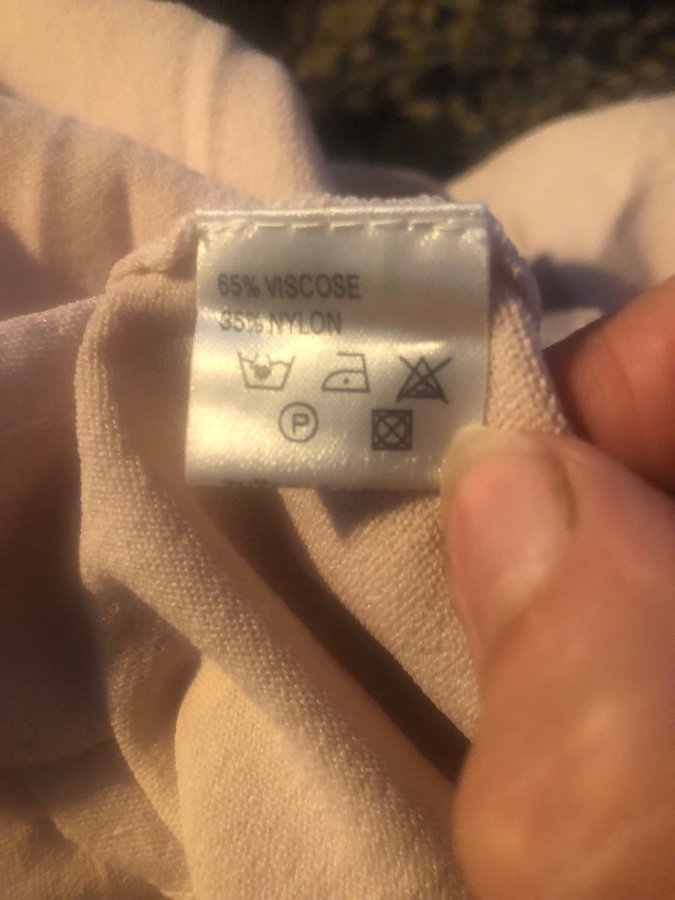 65% VISCOSE
35% NYLON
P